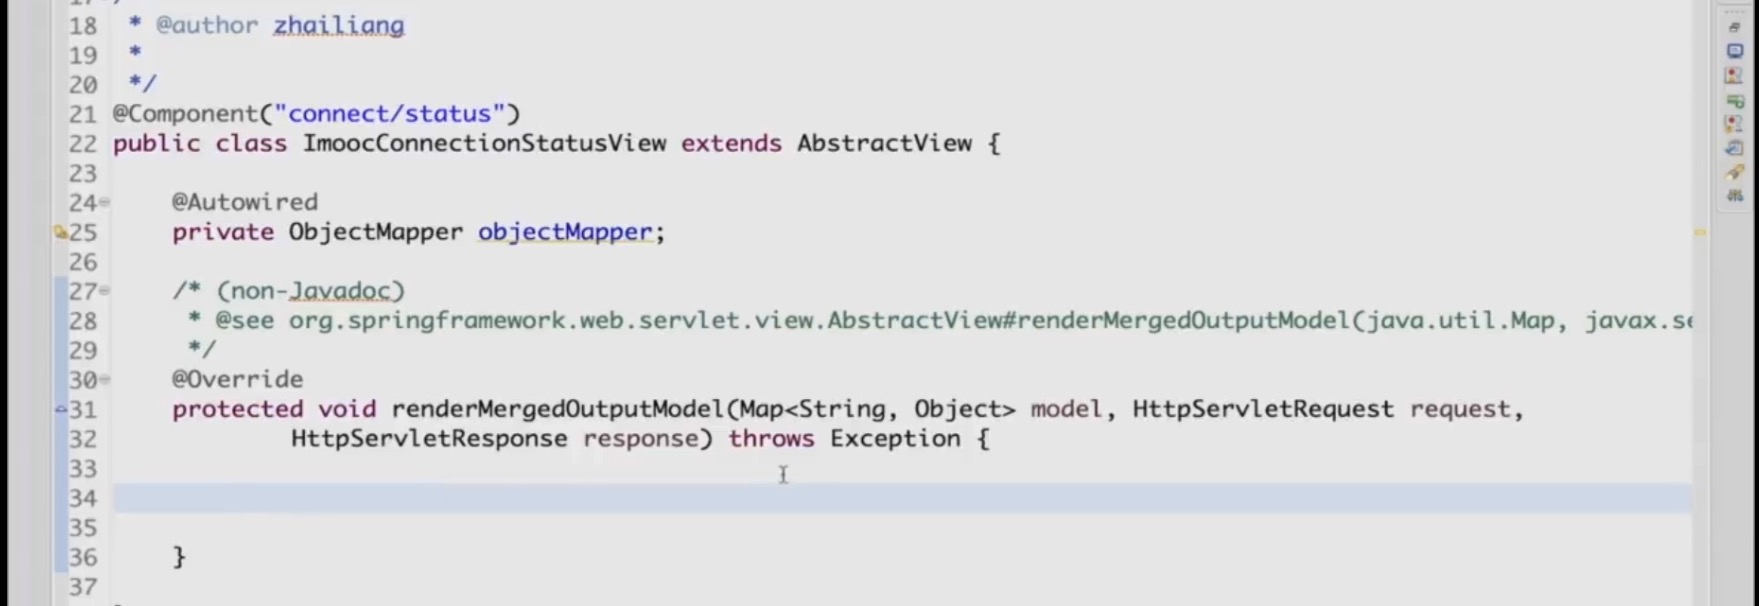 18 * @author zhailiang
19 *
20 */
21 @Component("connect/status")
22 public class ImoocConnectionStatusView extends AbstractView {
23
24 @Autowired
25 private ObjectMapper objectMapper;
26
27 /* (non-Javadoc)
28 * @see org.springframework.web.servlet.view.AbstractView#renderMergedOutputModel(java.util.Map, javax.se
29 */
30 @Override
31 protected void renderMergedOutputModel(Map<String, Object> model, HttpServletRequest request,
32 HttpServletResponse response) throws Exception {
33
34
35
36 }
37